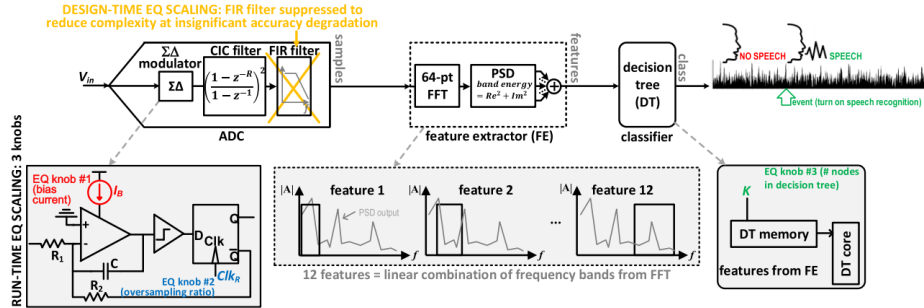 DESIGN-TIME EQ SCALING: FIR filter suppressed to
reduce complexity at insignificant accuracy degradation
V_in
ΣΔ
modulator
ΣΔ
CIC filter
((1 − z^-R) / (1 − z^-1))^2
FIR filter
ADC
samples
64-pt
FFT
PSD
band energy
= Re^2 + Im^2
feature extractor (FE)
features
decision
tree
(DT)
classifier
class
NO SPEECH
SPEECH
event (turn on speech recognition)
RUN-TIME EQ SCALING: 3 knobs
EQ knob #1
(bias
current)
I_B
+
-
R_1
C
R_2
D
Clk
Q
Q̅
Clk_R
EQ knob #2
(oversampling ratio)
|A|
feature 1
PSD output
f
|A|
feature 2
f
...
|A|
feature 12
f
12 features = linear combination of frequency bands from FFT
EQ knob #3 (# nodes
in decision tree)
K
DT memory
DT core
features from FE